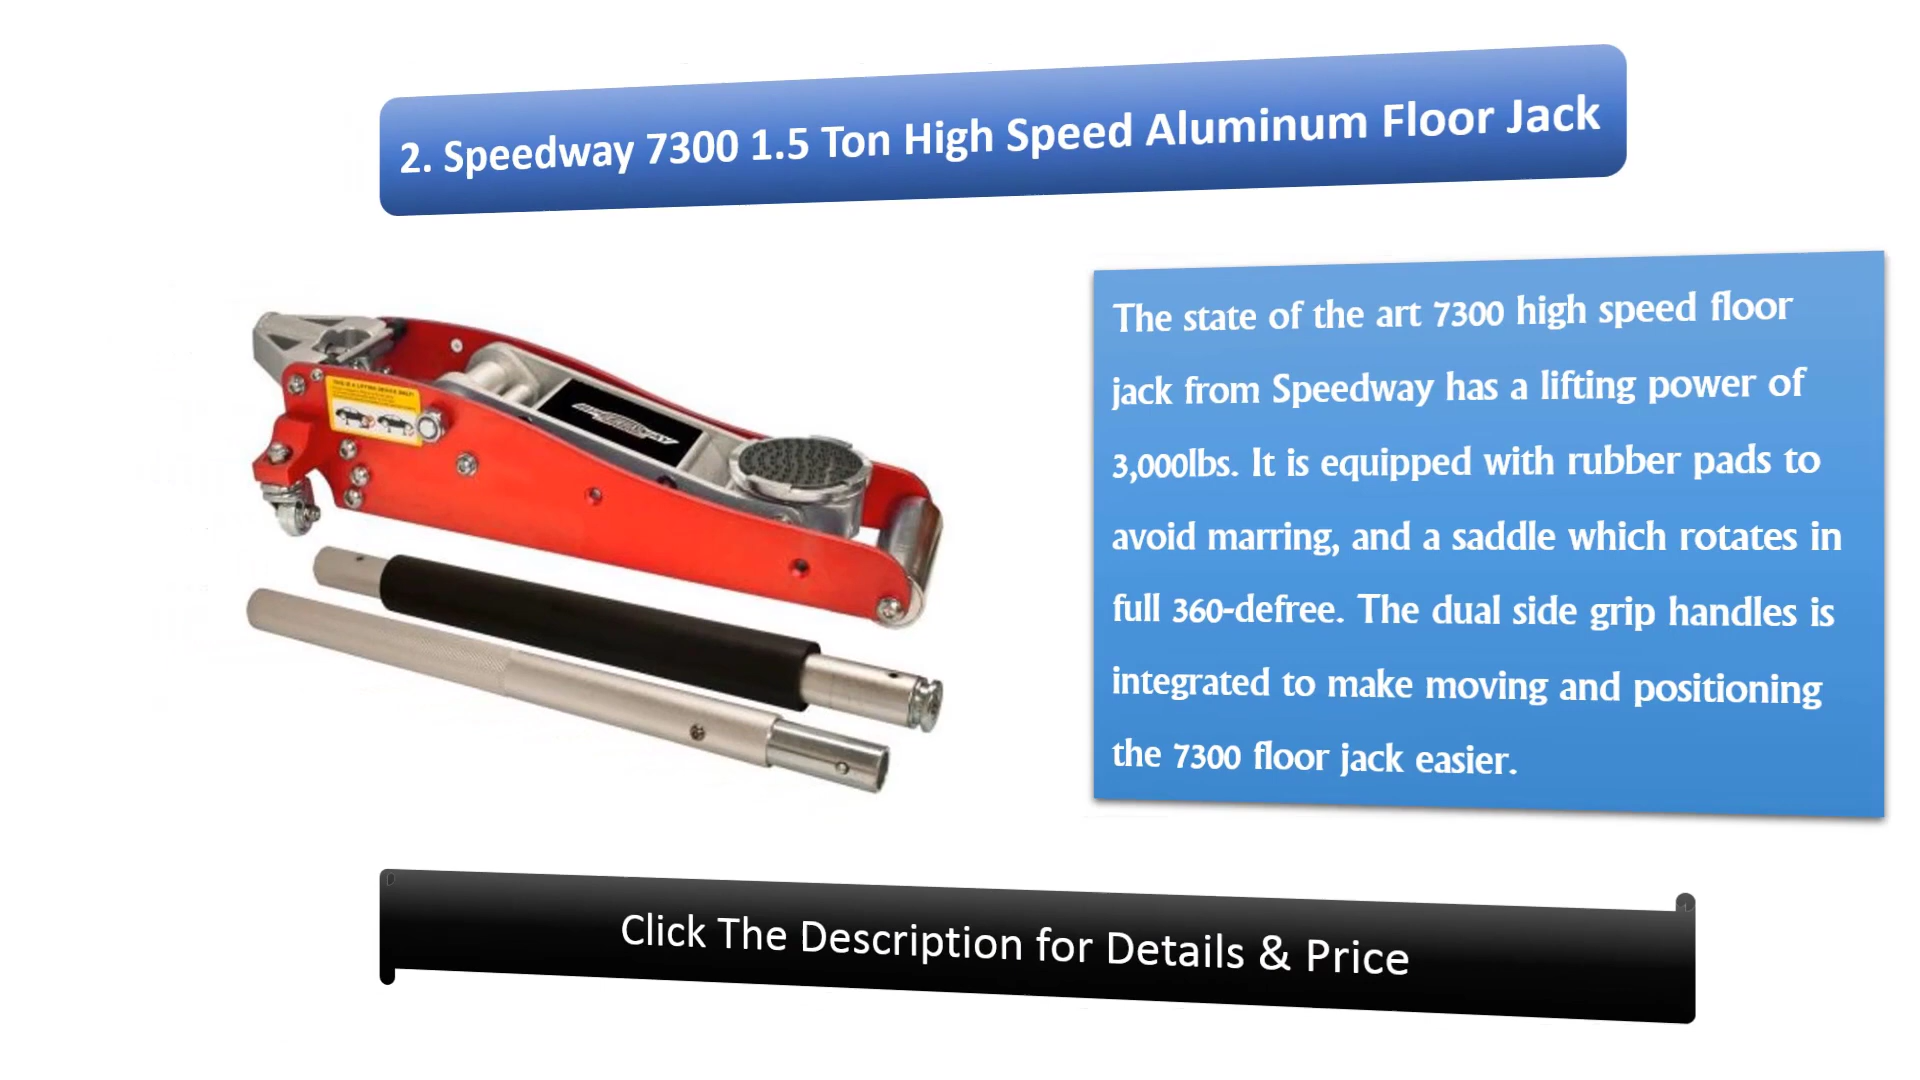 2. Speedway 7300 1.5 Ton High Speed Aluminum Floor Jack
The state of the art 7300 high speed floor
jack from Speedway has a lifting power of
3,000lbs. It is equipped with rubber pads to
avoid marring, and a saddle which rotates in
full 360-defree. The dual side grip handles is
integrated to make moving and positioning
the 7300 floor jack easier.
Click The Description for Details & Price